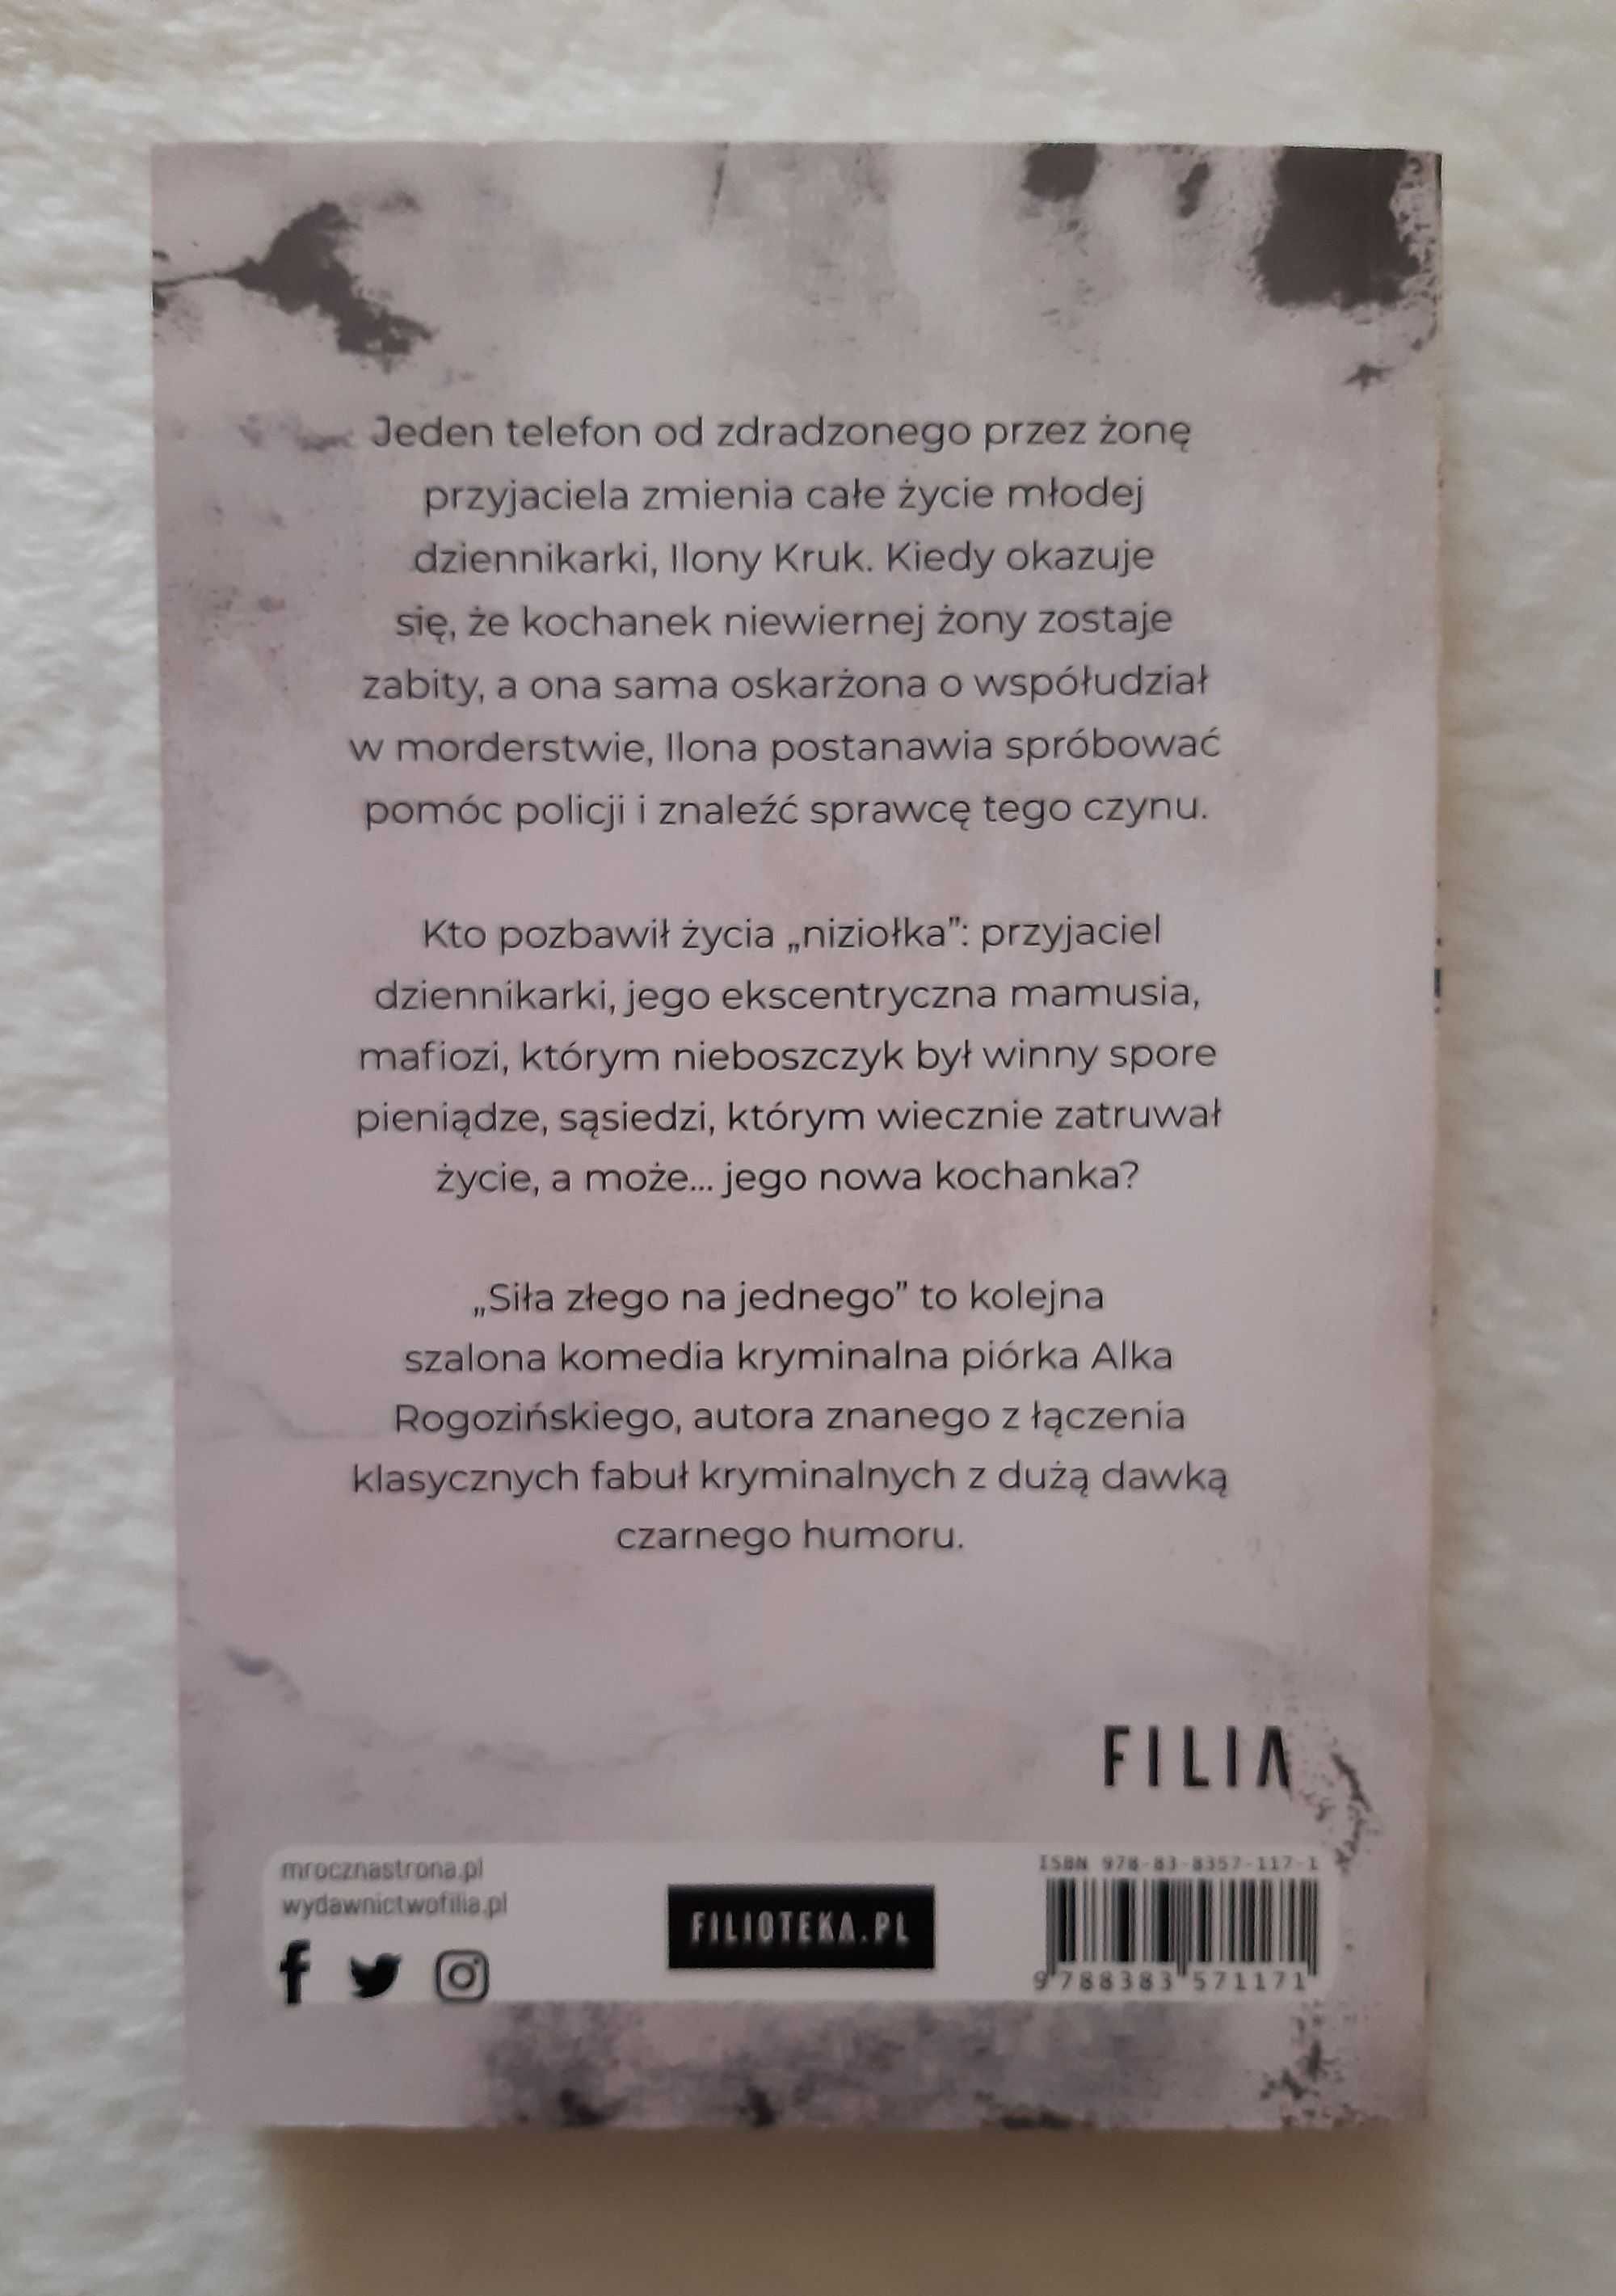 Jeden telefon od zdradzonego przez żonę
przyjaciela zmienia całe życie młodej
dziennikarki, Ilony Kruk. Kiedy okazuje
się, że kochanek niewiernej żony zostaje
zabity, a ona sama oskarżona o współudział
w morderstwie, Ilona postanawia spróbować
pomóc policji i znaleźć sprawcę tego czynu.
Kto pozbawił życia „niziołka”: przyjaciel
dziennikarki, jego ekscentryczna mamusia,
mafiozi, którym nieboszczyk był winny spore
pieniądze, sąsiedzi, którym wiecznie zatruwał
życie, a może... jego nowa kochanka?
„Siła złego na jednego” to kolejna
szalona komedia kryminalna piórka Alka
Rogozińskiego, autora znanego z łączenia
klasycznych fabuł kryminalnych z dużą dawką
czarnego humoru.
FILIA
mrocznastrona.pl
wydawnictwofilia.pl
FILIOTEKA.PL
ISBN 978-83-8357-117-1
9 788383 571171